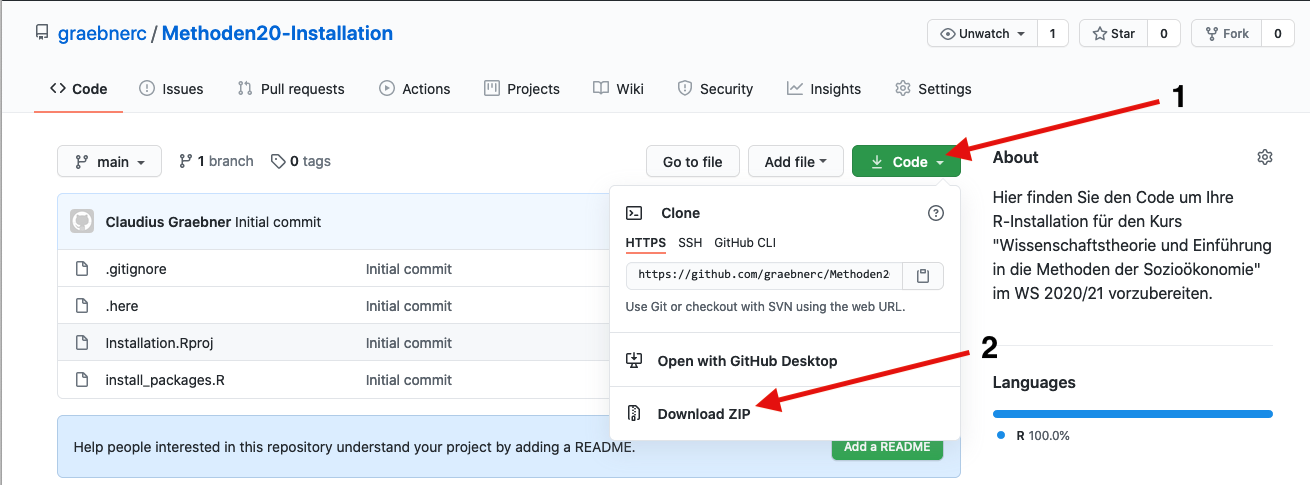 graebnerc / Methoden20-Installation
Unwatch 1 Star 0 Fork 0
Code Issues Pull requests Actions Projects Wiki Security Insights Settings
1
main 1 branch 0 tags
Go to file Add file Code
About
Claudius Graebner Initial commit
.gitignore Initial commit
.here Initial commit
Installation.Rproj Initial commit
install_packages.R Initial commit
Clone
HTTPS SSH GitHub CLI
https://github.com/graebnerc/Methoden2
Use Git or checkout with SVN using the web URL.
Open with GitHub Desktop
2
Download ZIP
Hier finden Sie den Code um Ihre
R-Installation für den Kurs
"Wissenschaftstheorie und Einführung
in die Methoden der Sozioökonomie"
im WS 2020/21 vorzubereiten.
Languages
R 100.0%
Help people interested in this repository understand your project by adding a README.
Add a README